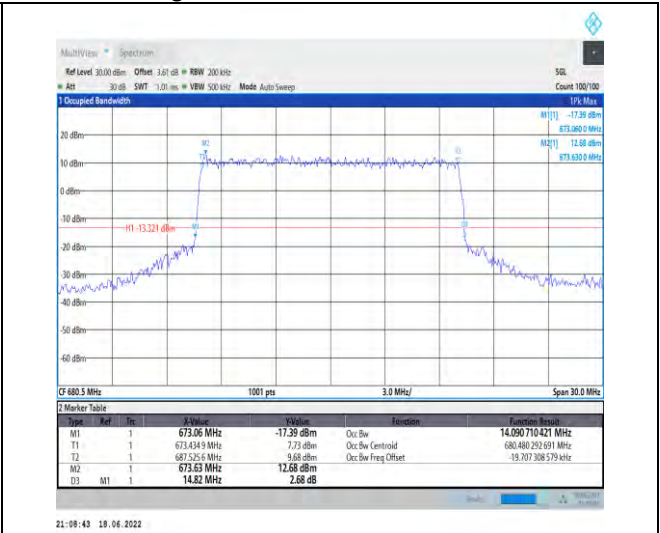 MultiView Spectrum
Ref Level 30.00 dBm Offset 3.61 dB RBW 200 kHz SGL
Att 30 dB SWT 1.01 ms VBW 500 kHz Mode Auto Sweep Count 100/100
1 Occupied Bandwidth 1Pk Max
M1[1] -17.39 dBm
673.060 0 MHz
M2[1] 12.68 dBm
673.630 0 MHz
20 dBm
M2
10 dBm
0 dBm
-10 dBm
H1 -13.321 dBm
M1
-20 dBm
-30 dBm
-40 dBm
-50 dBm
-60 dBm
CF 680.5 MHz 1001 pts 3.0 MHz/ Span 30.0 MHz
2 Marker Table
Type Ref Trc X-Value Y-Value Function Function Result
M1 1 673.06 MHz -17.39 dBm Occ Bw 14.090 710 421 MHz
T1 1 673.434 9 MHz 7.73 dBm Occ Bw Centroid 680.480 292 691 MHz
T2 1 687.525 6 MHz 9.68 dBm Occ Bw Freq Offset -19.707 308 579 kHz
M2 1 673.63 MHz 12.68 dBm
D3 M1 1 14.82 MHz 2.68 dB
21:08:43 18.06.2022